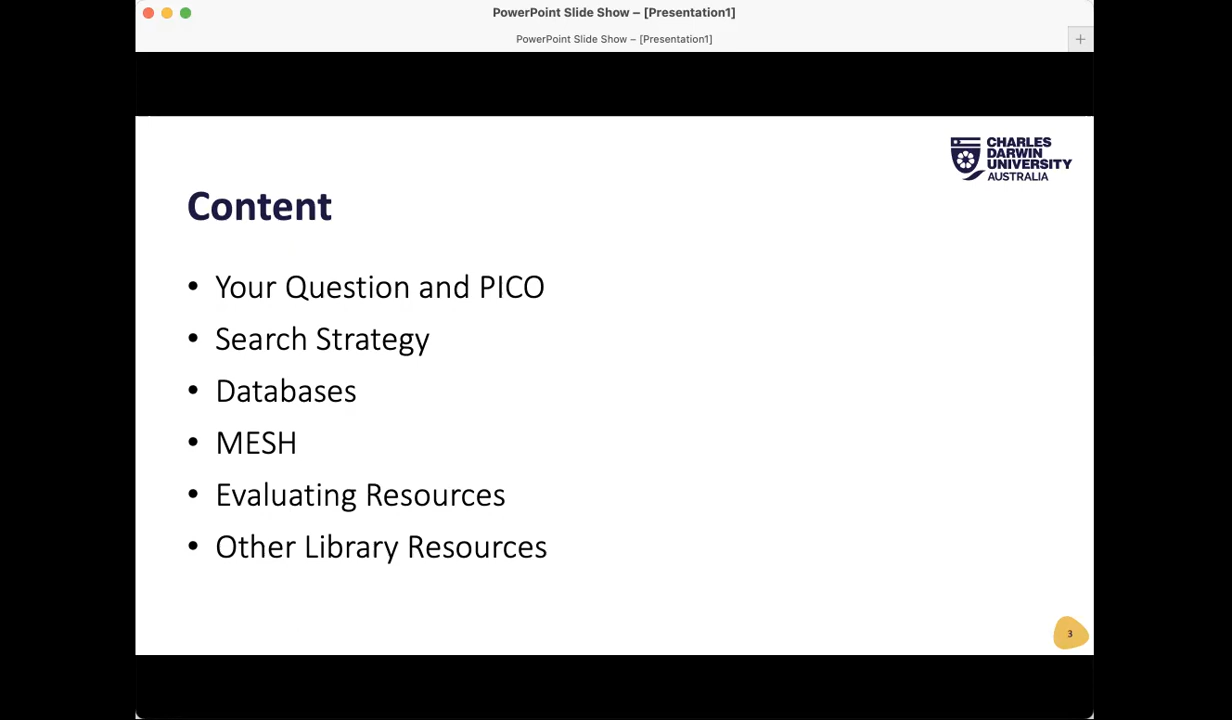 PowerPoint Slide Show – [Presentation1]
PowerPoint Slide Show – [Presentation1]
CHARLES
DARWIN
UNIVERSITY
AUSTRALIA
Content
• Your Question and PICO
• Search Strategy
• Databases
• MESH
• Evaluating Resources
• Other Library Resources
3